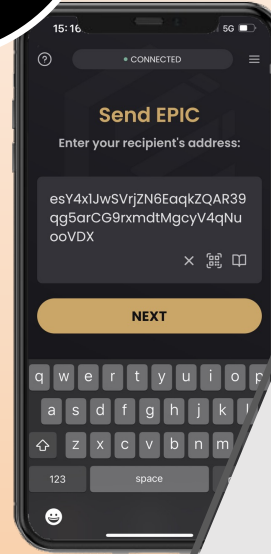 15:16
5G
?
CONNECTED
Send EPIC
Enter your recipient's address:
esY4x1JwSVrjZN6EaqkZQAR39
qg5arCG9rxmdtMgcyV4qNu
ooVDX
NEXT
q w e r t y u i o p
a s d f g h j k
z x c v b n m
123
space